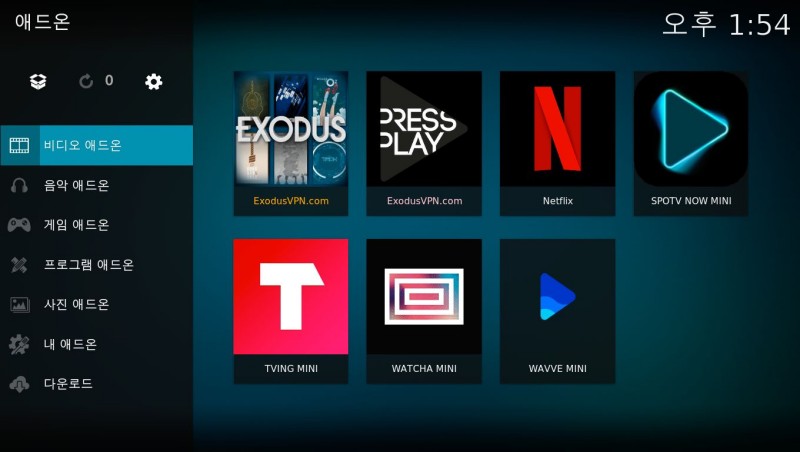 애드온
오후 1:54
0
비디오 애드온
음악 애드온
게임 애드온
프로그램 애드온
사진 애드온
내 애드온
다운로드
EXODUS
ExodusVPN.com
PRESS
PLAY
ExodusVPN.com
N
Netflix
SPOTV NOW MINI
T
TVING MINI
WATCHA MINI
WAVVE MINI